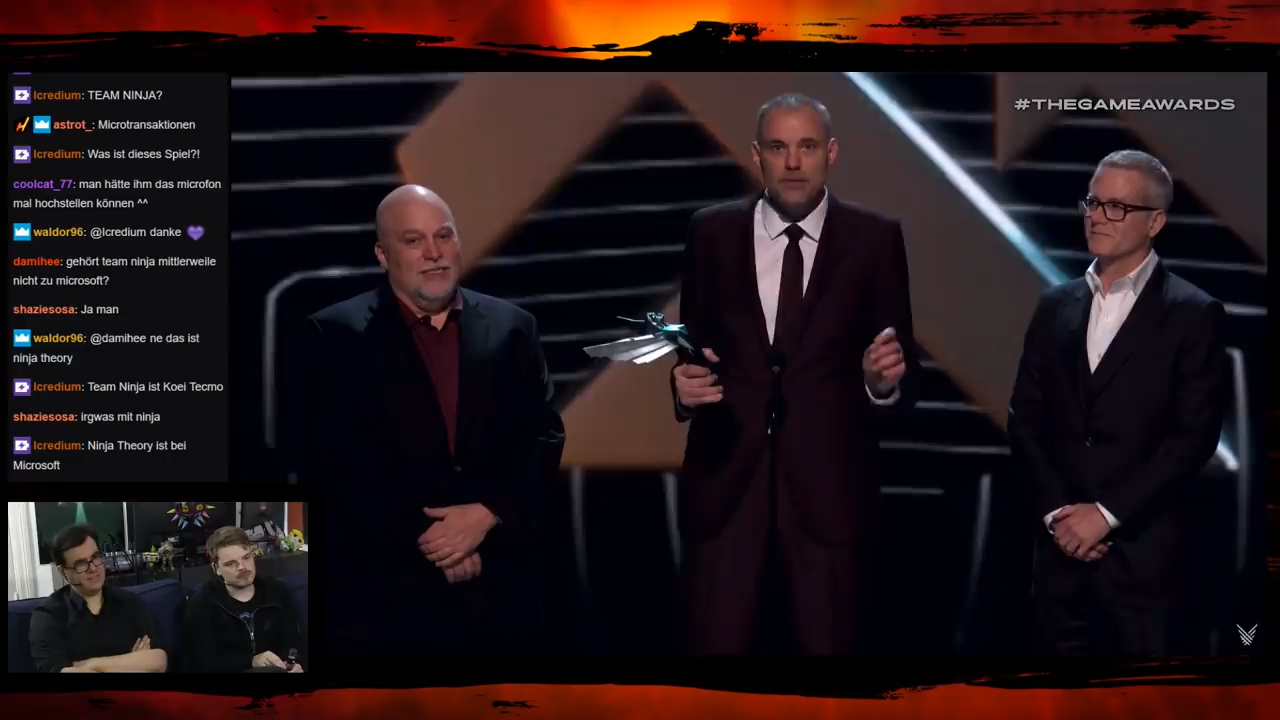 lcredium: TEAM NINJA?
astrot_: Microtransaktionen
lcredium: Was ist dieses Spiel?!
coolcat_77: man hätte ihm das microfon
mal hochstellen können ^^
waldor96: @lcredium danke
damihee: gehört team ninja mittlerweile
nicht zu microsoft?
shaziesosa: Ja man
waldor96: @damihee ne das ist
ninja theory
lcredium: Team Ninja ist Koei Tecmo
shaziesosa: irgwas mit ninja
lcredium: Ninja Theory ist bei
Microsoft
#THEGAMEAWARDS